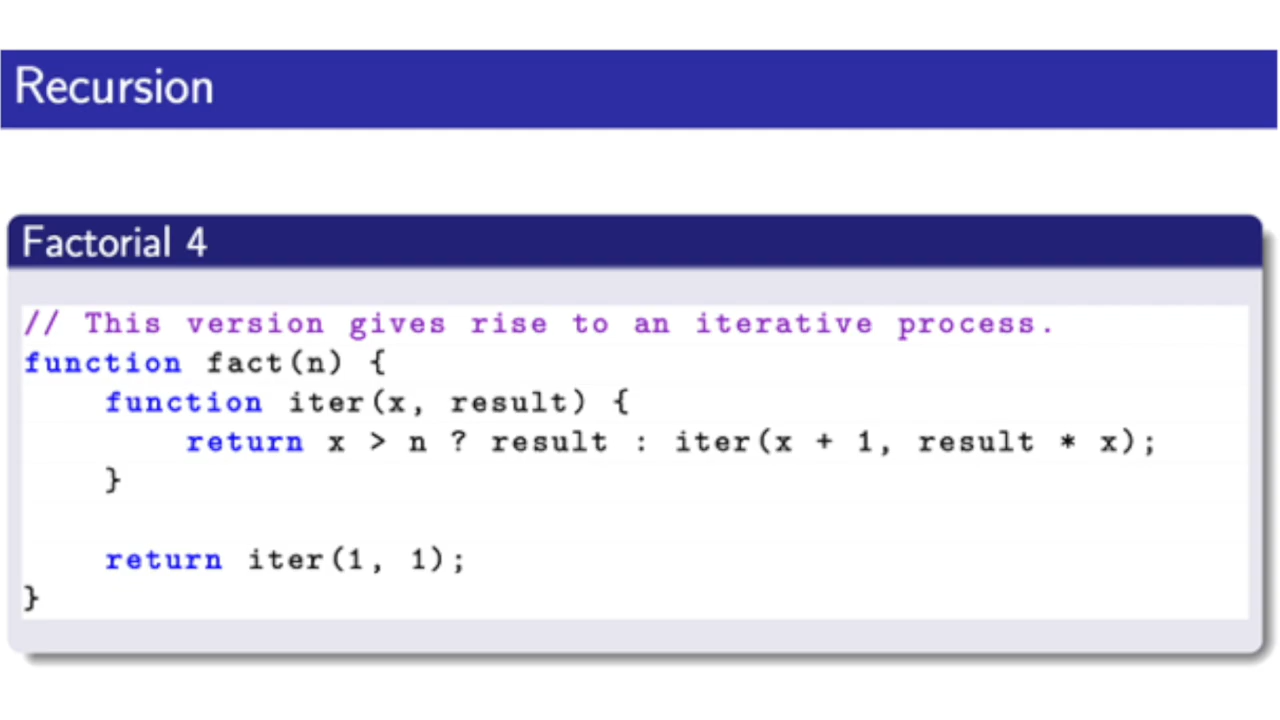 Recursion
Factorial 4
// This version gives rise to an iterative process.
function fact(n) {
    function iter(x, result) {
        return x > n ? result : iter(x + 1, result * x);
    }
    return iter(1, 1);
}